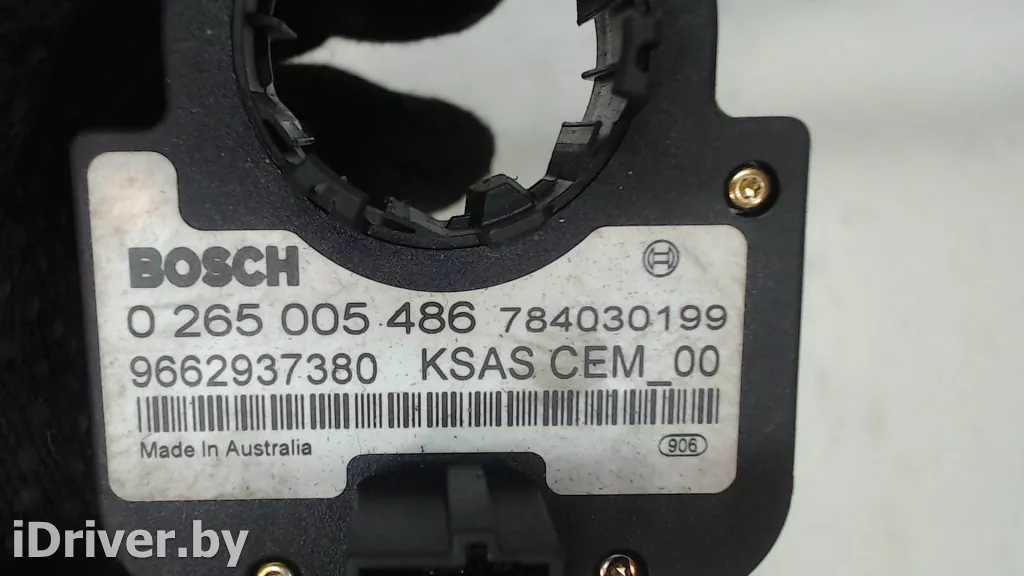 BOSCH
0 265 005 486 784030199
9662937380 KSAS CEM_00
Made In Australia 906
iDriver.by